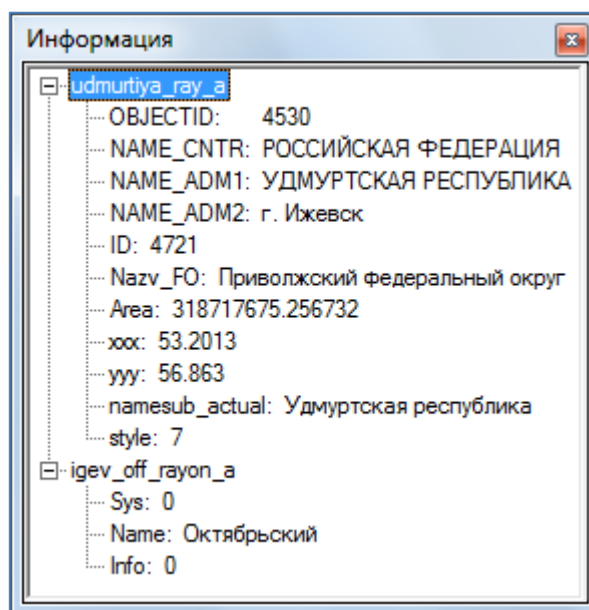 Информация
udmurtiya_ray_a
OBJECTID: 4530
NAME_CNTR: РОССИЙСКАЯ ФЕДЕРАЦИЯ
NAME_ADM1: УДМУРТСКАЯ РЕСПУБЛИКА
NAME_ADM2: г. Ижевск
ID: 4721
Nazv_FO: Приволжский федеральный округ
Area: 318717675.256732
xxx: 53.2013
yyy: 56.863
namesub_actual: Удмуртская республика
style: 7
igev_off_rayon_a
Sys: 0
Name: Октябрьский
Info: 0